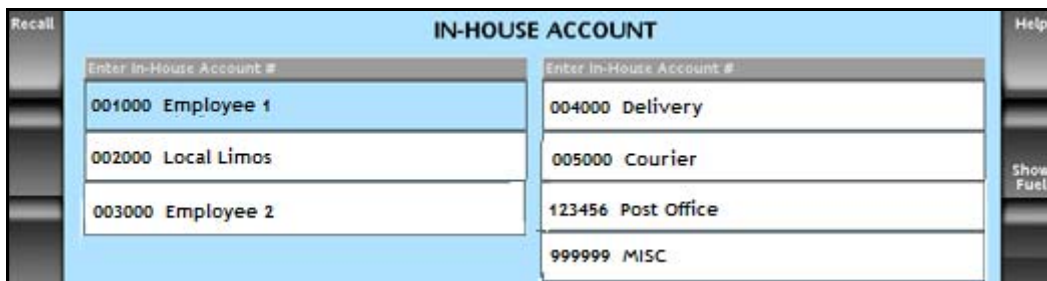 Recall
IN-HOUSE ACCOUNT
Help
Enter In-House Account #
001000 Employee 1
002000 Local Limos
003000 Employee 2
Enter In-House Account #
004000 Delivery
005000 Courier
123456 Post Office
999999 MISC
Show
Fuel